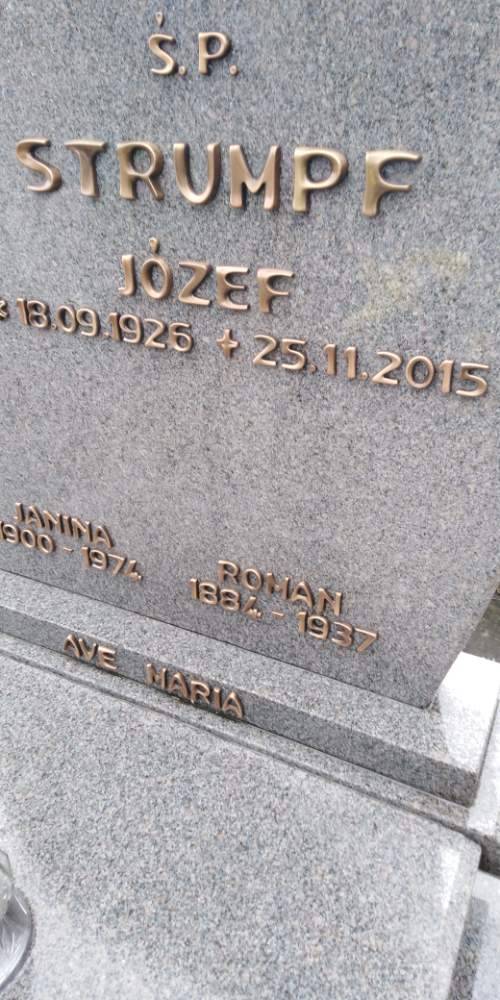 Ś.P.
STRUMPF
JÓZEF
* 18.09.1926 + 25.11.2015
JANINA
1900 - 1974
ROMAN
1884 - 1937
AVE MARIA